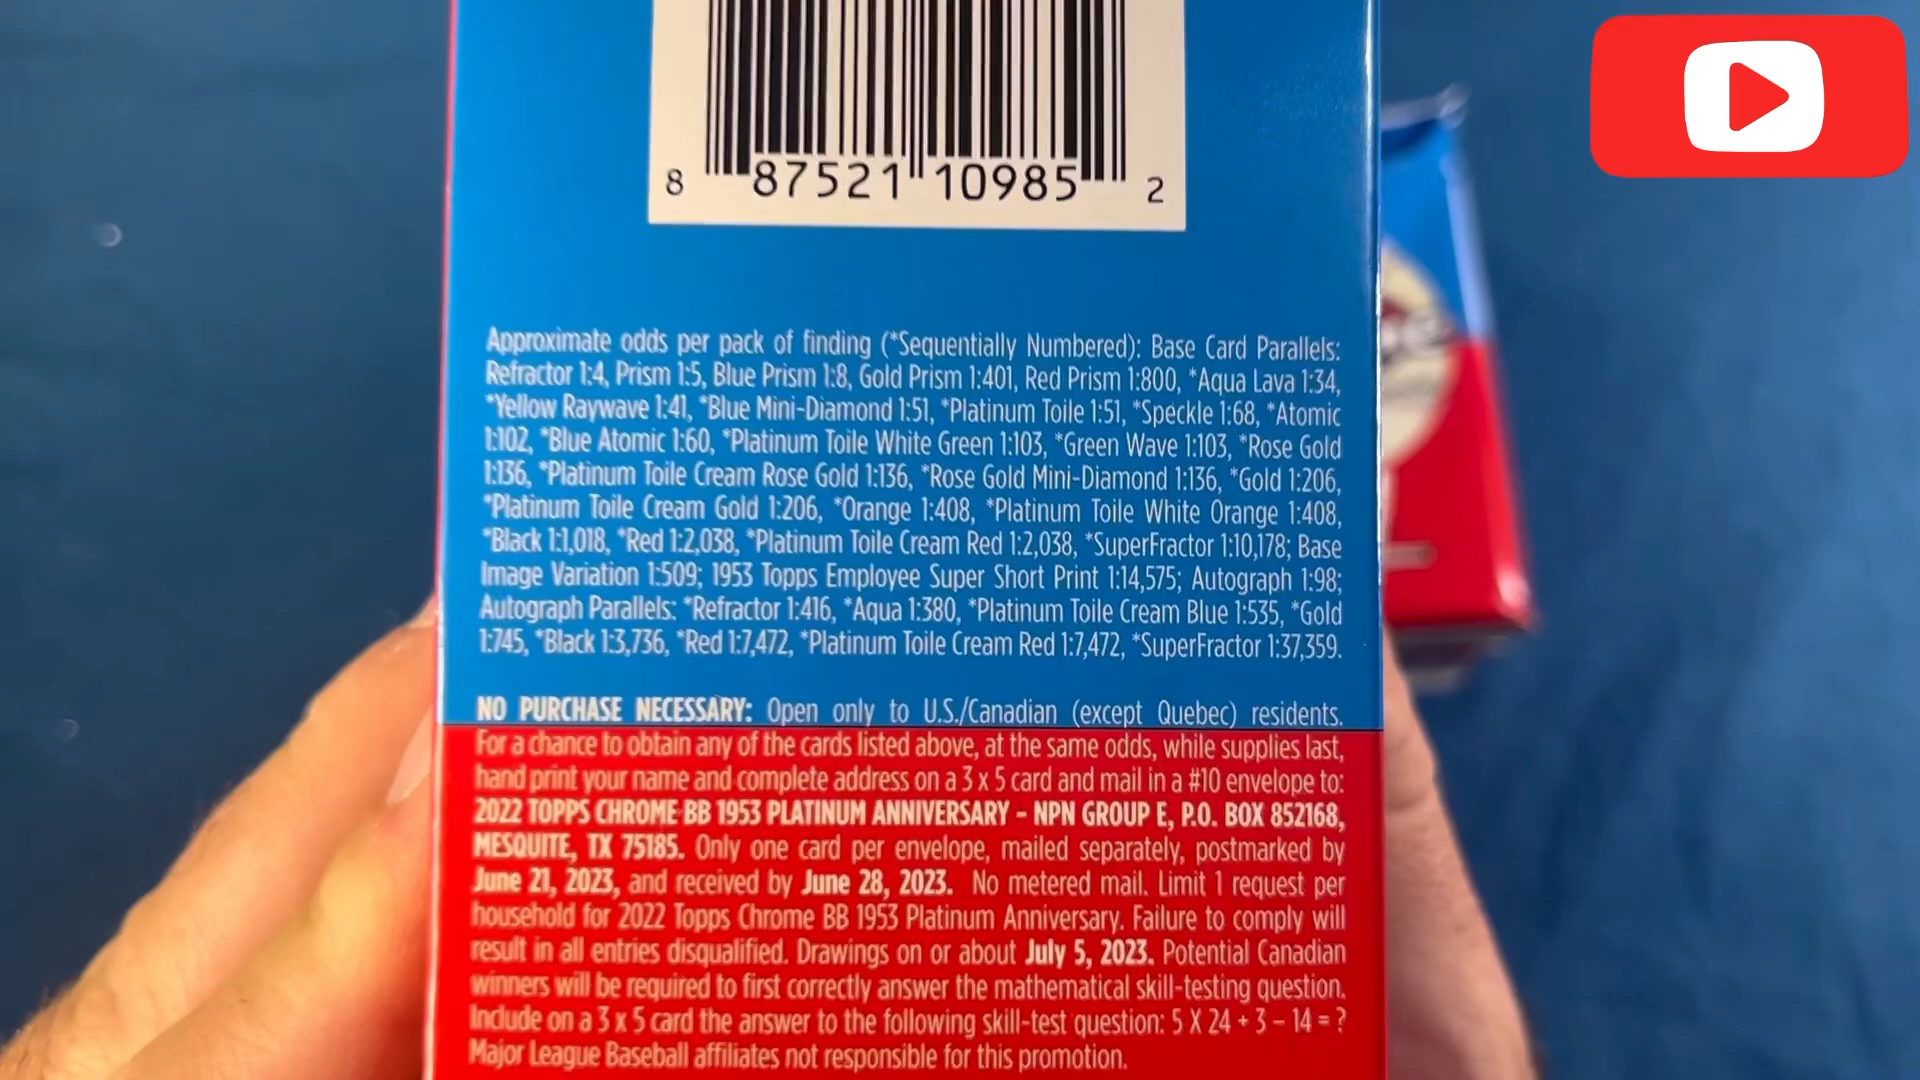 8 87521 10985 2
Approximate odds per pack of finding (*Sequentially Numbered): Base Card Parallels:
Refractor 1:4, Prism 1:5, Blue Prism 1:8, Gold Prism 1:401, Red Prism 1:800, *Aqua Lava 1:34,
*Yellow Raywave 1:41, *Blue Mini-Diamond 1:51, *Platinum Toile 1:51, *Speckle 1:68, *Atomic
1:102, *Blue Atomic 1:60, *Platinum Toile White Green 1:103, *Green Wave 1:103, *Rose Gold
1:136, *Platinum Toile Cream Rose Gold 1:136, *Rose Gold Mini-Diamond 1:136, *Gold 1:206,
*Platinum Toile Cream Gold 1:206, *Orange 1:408, *Platinum Toile White Orange 1:408,
*Black 1:1,018, *Red 1:2,038, *Platinum Toile Cream Red 1:2,038, *SuperFractor 1:10,178; Base
Image Variation 1:509; 1953 Topps Employee Super Short Print 1:14,575; Autograph 1:98;
Autograph Parallels: *Refractor 1:416, *Aqua 1:380, *Platinum Toile Cream Blue 1:535, *Gold
1:745, *Black 1:3,736, *Red 1:7,472, *Platinum Toile Cream Red 1:7,472, *SuperFractor 1:37,359.
NO PURCHASE NECESSARY: Open only to U.S./Canadian (except Quebec) residents.
For a chance to obtain any of the cards listed above, at the same odds, while supplies last,
hand print your name and complete address on a 3 x 5 card and mail in a #10 envelope to:
2022 TOPPS CHROME BB 1953 PLATINUM ANNIVERSARY – NPN GROUP E, P.O. BOX 852168,
MESQUITE, TX 75185. Only one card per envelope, mailed separately, postmarked by
June 21, 2023, and received by June 28, 2023. No metered mail. Limit 1 request per
household for 2022 Topps Chrome BB 1953 Platinum Anniversary. Failure to comply will
result in all entries disqualified. Drawings on or about July 5, 2023. Potential Canadian
winners will be required to first correctly answer the mathematical skill-testing question.
Include on a 3 x 5 card the answer to the following skill-test question: 5 X 24 + 3 – 14 = ?
Major League Baseball affiliates not responsible for this promotion.